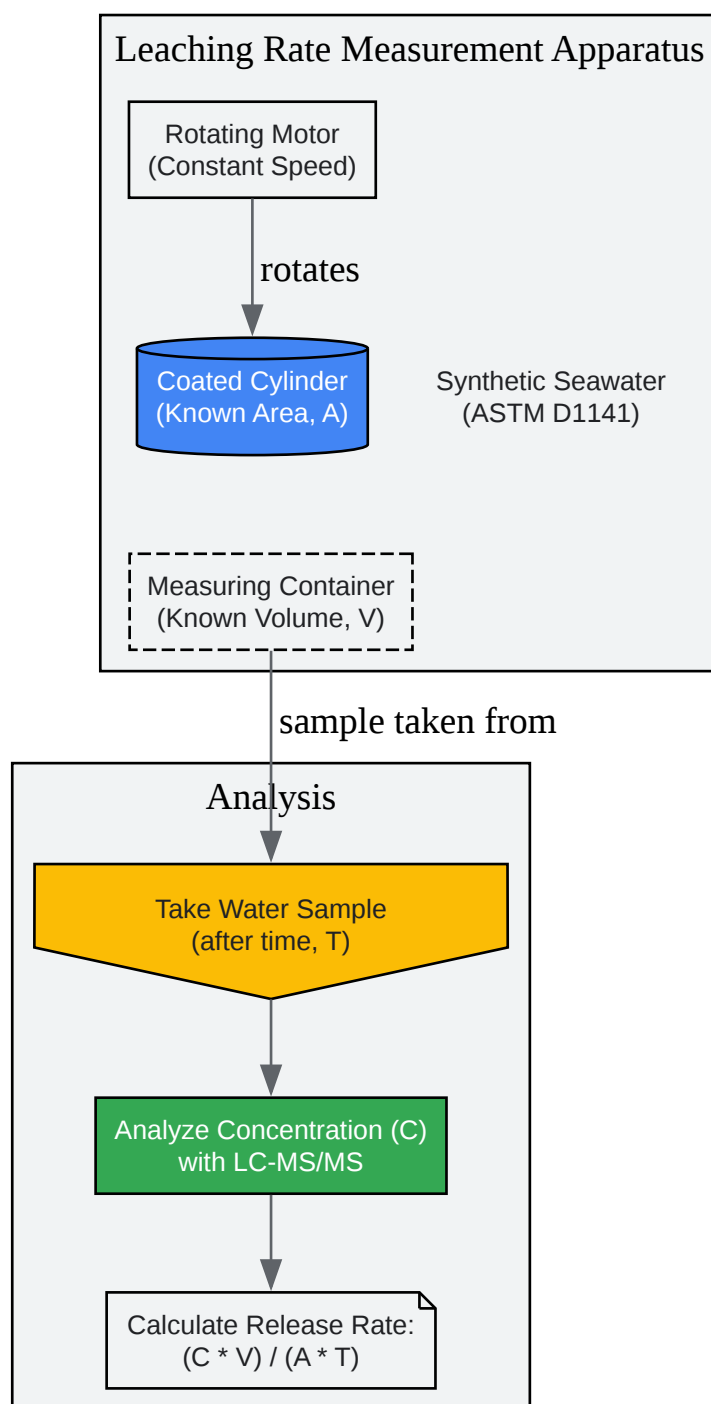 Leaching Rate Measurement Apparatus
Rotating Motor
(Constant Speed)
rotates
Coated Cylinder
(Known Area, A)
Synthetic Seawater
(ASTM D1141)
Measuring Container
(Known Volume, V)
sample taken from
Analysis
Take Water Sample
(after time, T)
Analyze Concentration (C)
with LC-MS/MS
Calculate Release Rate:
(C * V) / (A * T)